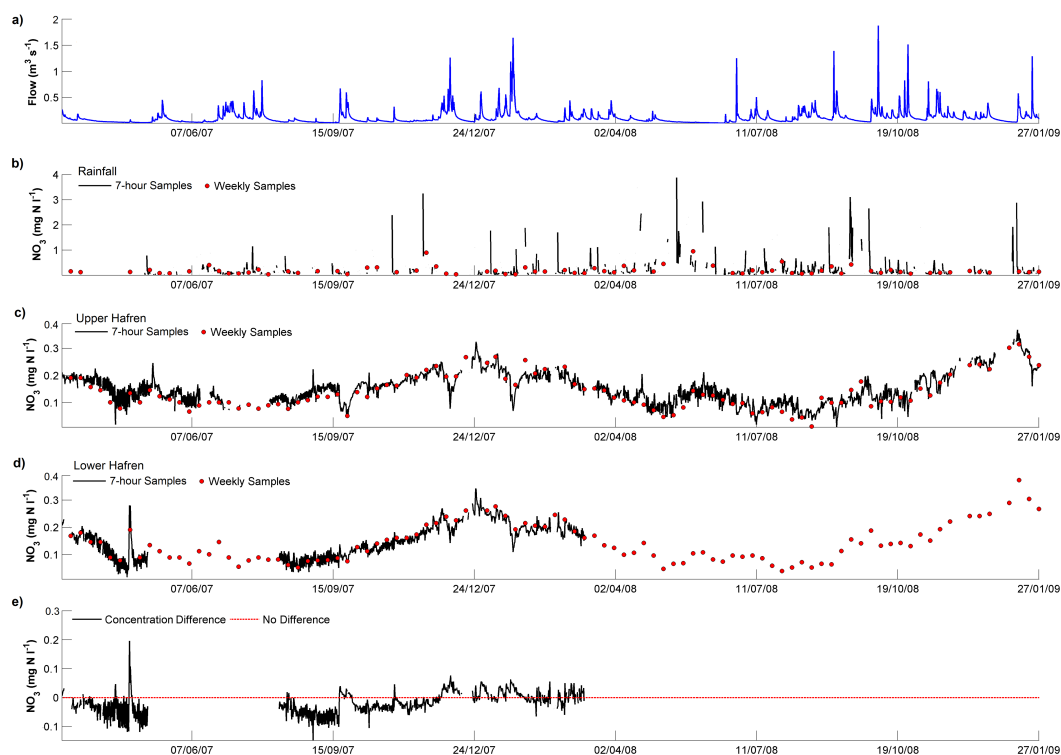 a)
Flow (m³ s⁻¹)
2
1.5
1
0.5
07/06/07 15/09/07 24/12/07 02/04/08 11/07/08 19/10/08 27/01/09
b)
Rainfall
7-hour Samples Weekly Samples
NO₃ (mg N l⁻¹)
4
3
2
1
07/06/07 15/09/07 24/12/07 02/04/08 11/07/08 19/10/08 27/01/09
c)
Upper Hafren
7-hour Samples Weekly Samples
NO₃ (mg N l⁻¹)
0.4
0.3
0.2
0.1
07/06/07 15/09/07 24/12/07 02/04/08 11/07/08 19/10/08 27/01/09
d)
Lower Hafren
7-hour Samples Weekly Samples
NO₃ (mg N l⁻¹)
0.4
0.3
0.2
0.1
07/06/07 15/09/07 24/12/07 02/04/08 11/07/08 19/10/08 27/01/09
e)
Concentration Difference No Difference
NO₃ (mg N l⁻¹)
0.3
0.2
0.1
0
0.1
07/06/07 15/09/07 24/12/07 02/04/08 11/07/08 19/10/08 27/01/09